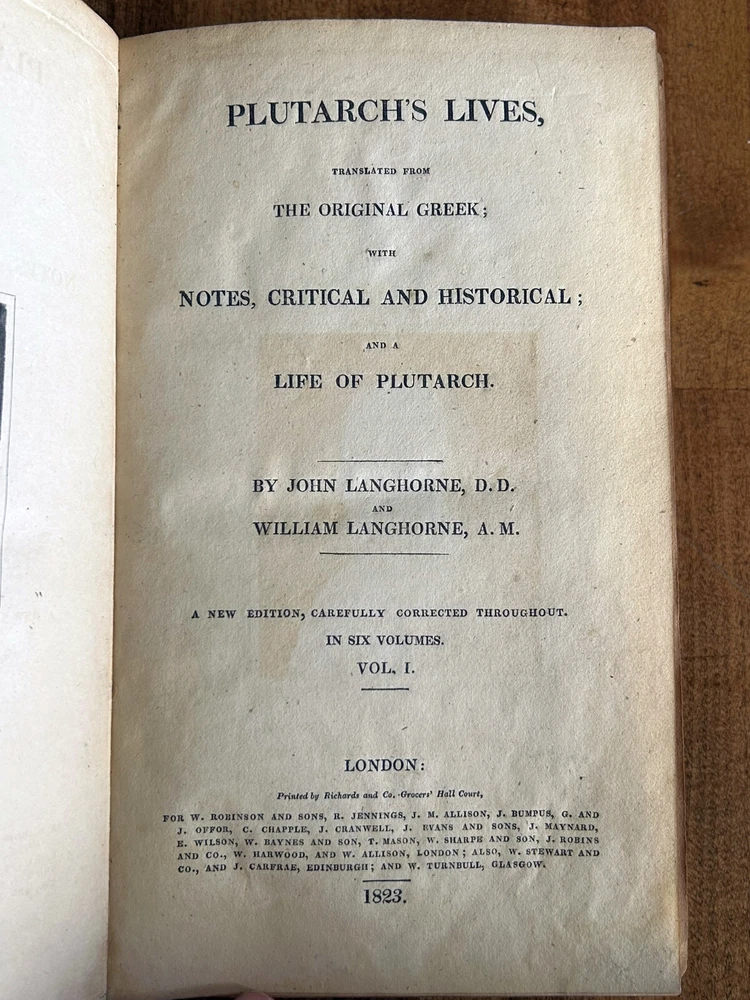 PLUTARCH'S LIVES,
TRANSLATED FROM
THE ORIGINAL GREEK;
WITH
NOTES, CRITICAL AND HISTORICAL;
AND A
LIFE OF PLUTARCH.
BY JOHN LANGHORNE, D. D.
AND
WILLIAM LANGHORNE, A. M.
A NEW EDITION, CAREFULLY CORRECTED THROUGHOUT.
IN SIX VOLUMES.
VOL. I.
LONDON:
Printed by Richards and Co. Grocers' Hall Court,
FOR W. ROBINSON AND SONS, R. JENNINGS, J. M. ALLISON, J. BUMPUS, G. AND
J. OFFOR, C. CHAPPLE, J. CRANWELL, J. EVANS AND SONS, J. MAYNARD,
E. WILSON, W. BAYNES AND SON, T. MASON, W. SHARPE AND SON, J. ROBINS
AND CO., W. HARWOOD, AND W. ALLISON, LONDON; ALSO, W. STEWART AND
CO., AND J. CARFRAE, EDINBURGH; AND W. TURNBULL, GLASGOW.
1823.